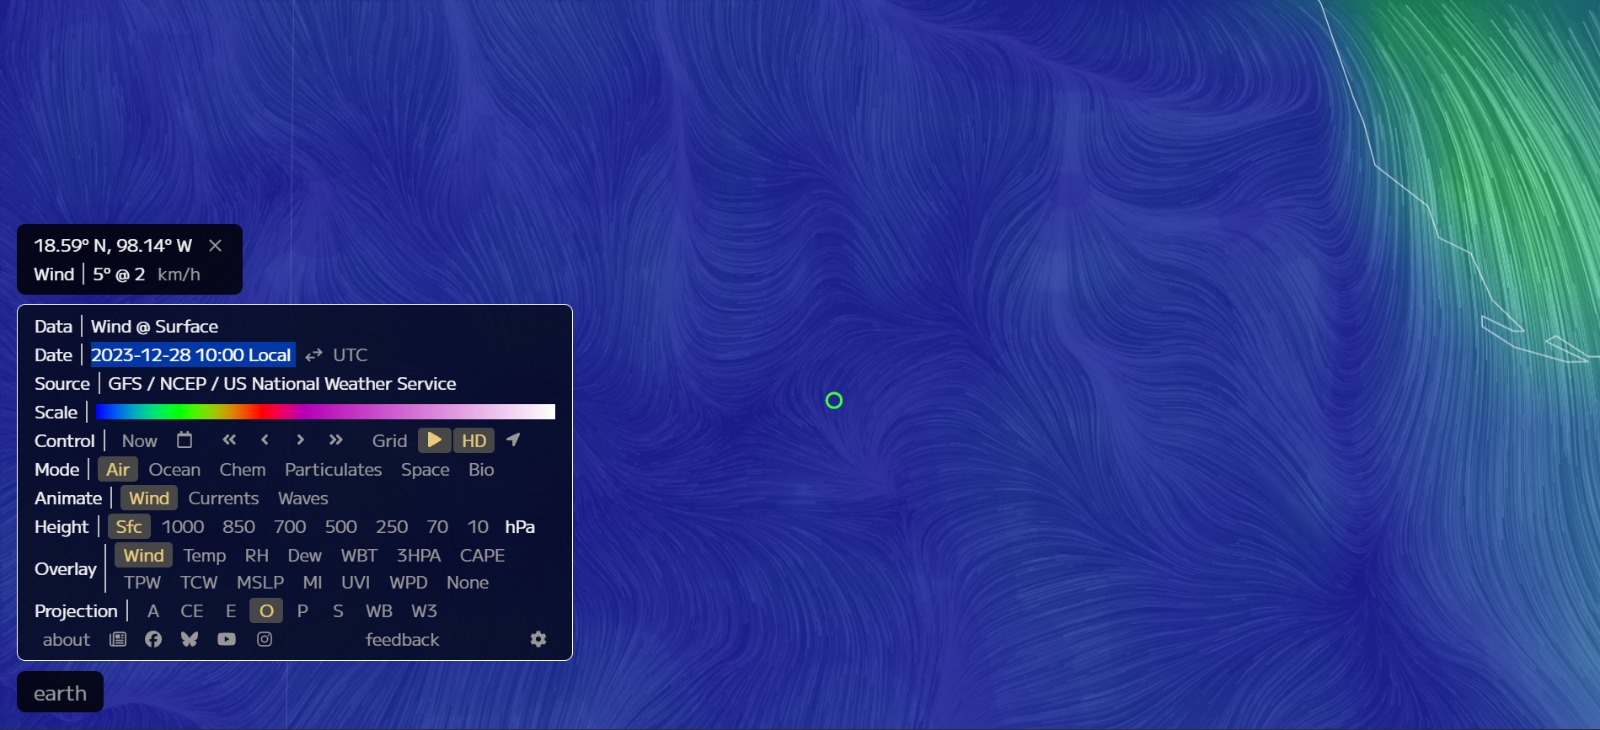 18.59° N, 98.14° W ×
Wind | 5° @ 2 km/h
Data | Wind @ Surface
Date | 2023-12-28 10:00 Local ⇄ UTC
Source | GFS / NCEP / US National Weather Service
Scale |
Control | Now « ‹ › » Grid HD
Mode | Air Ocean Chem Particulates Space Bio
Animate | Wind Currents Waves
Height | Sfc 1000 850 700 500 250 70 10 hPa
Overlay | Wind Temp RH Dew WBT 3HPA CAPE
TPW TCW MSLP MI UVI WPD None
Projection | A CE E O P S WB W3
about feedback
earth